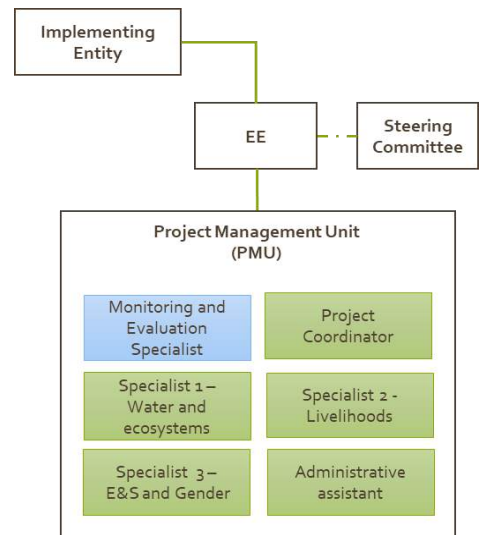 Implementing
Entity
EE
Steering
Committee
Project Management Unit
(PMU)
Monitoring and
Evaluation
Specialist
Project
Coordinator
Specialist 1 –
Water and
ecosystems
Specialist 2 -
Livelihoods
Specialist 3 –
E&S and Gender
Administrative
assistant